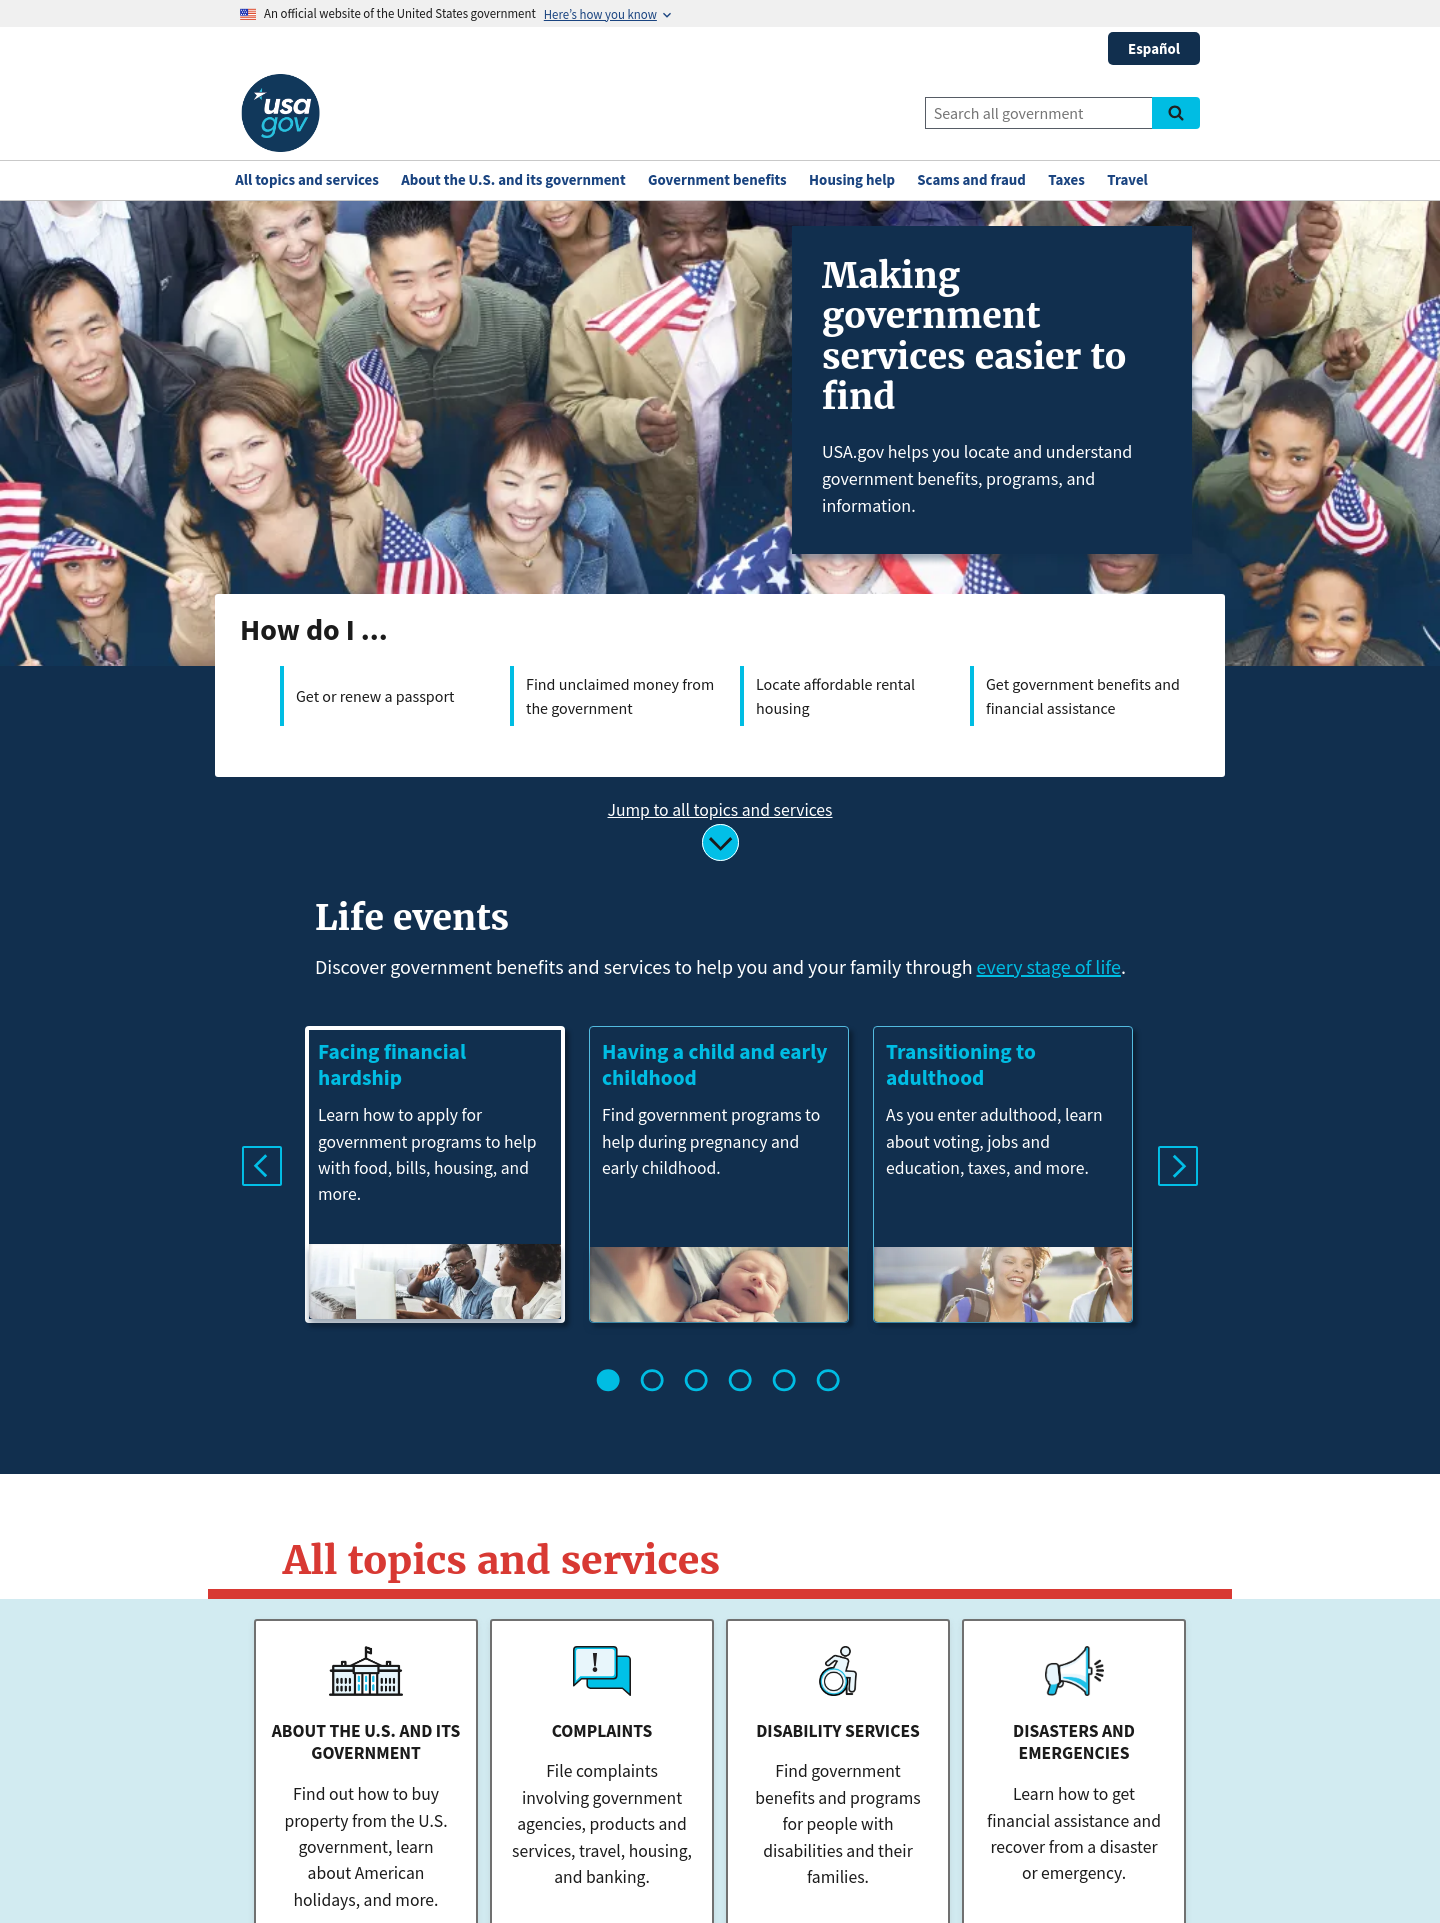 An official website of the United States government Here's how you know
Español
usa
gov
Search all government
All topics and services About the U.S. and its government Government benefits Housing help Scams and fraud Taxes Travel
Making
government
services easier to
find
USA.gov helps you locate and understand
government benefits, programs, and
information.
How do I ...
Get or renew a passport
Find unclaimed money from
the government
Locate affordable rental
housing
Get government benefits and
financial assistance
Jump to all topics and services
Life events
Discover government benefits and services to help you and your family through every stage of life.
Facing financial
hardship
Learn how to apply for
government programs to help
with food, bills, housing, and
more.
Having a child and early
childhood
Find government programs to
help during pregnancy and
early childhood.
Transitioning to
adulthood
As you enter adulthood, learn
about voting, jobs and
education, taxes, and more.
All topics and services
ABOUT THE U.S. AND ITS
GOVERNMENT
Find out how to buy
property from the U.S.
government, learn
about American
holidays, and more.
!
COMPLAINTS
File complaints
involving government
agencies, products and
services, travel, housing,
and banking.
DISABILITY SERVICES
Find government
benefits and programs
for people with
disabilities and their
families.
DISASTERS AND
EMERGENCIES
Learn how to get
financial assistance and
recover from a disaster
or emergency.